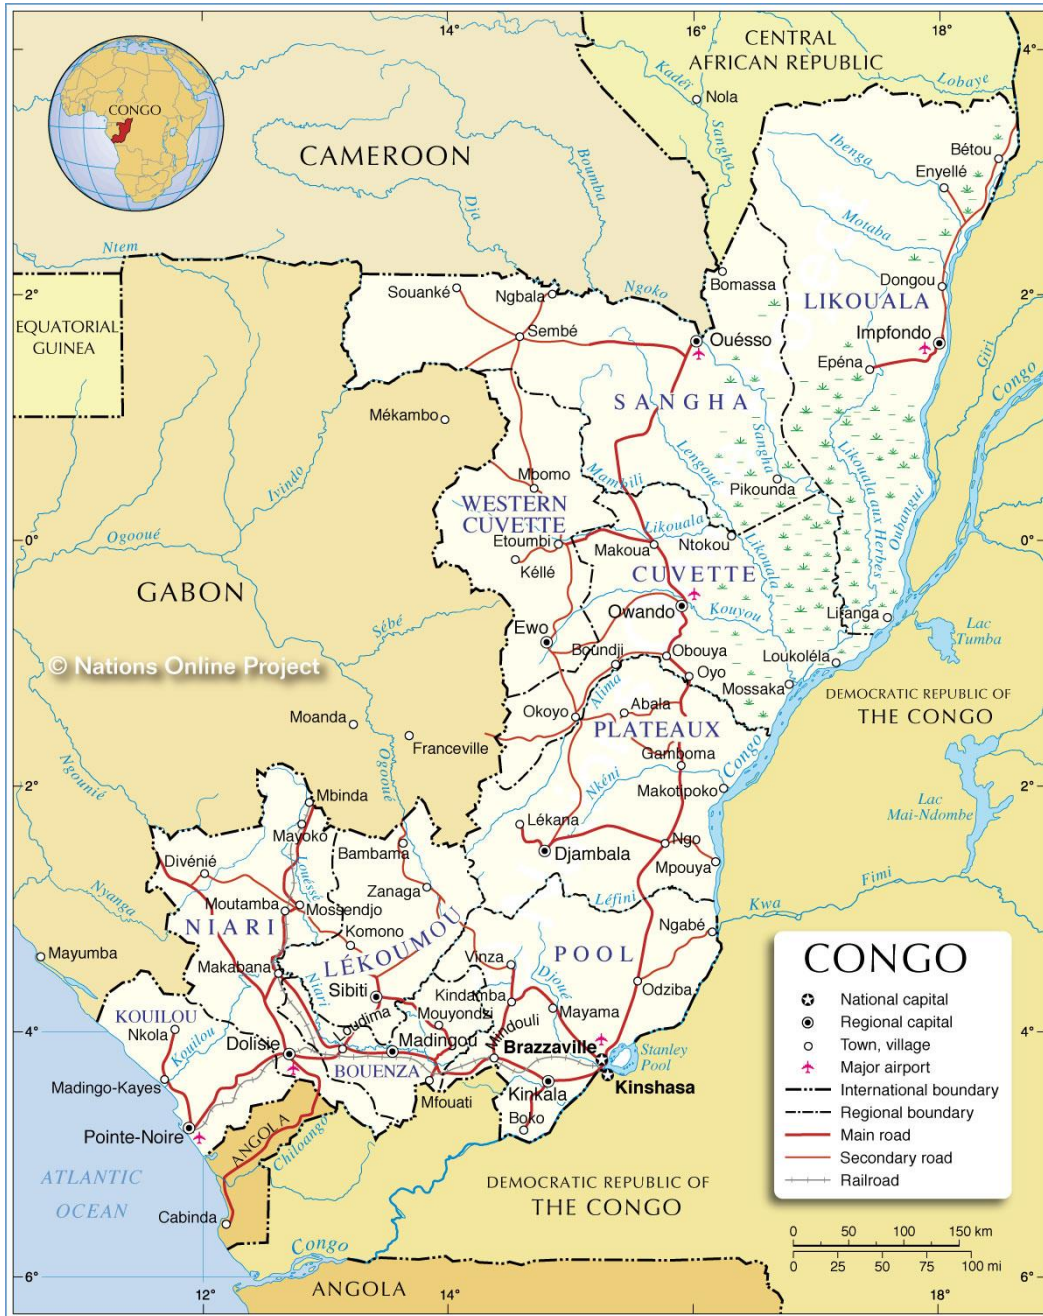 14°
16°
18°
CENTRAL
AFRICAN REPUBLIC
4°
4°
Kadéï
Lobaye
Nola
CONGO
Sangha
CAMEROON
Boumba
Dja
Ibenga
Bétou
Enyellé
Motaba
Ntem
Bomassa
Dongou
2°
Souanké
Ngbala
Ngoko
LIKOUALA
2°
EQUATORIAL
GUINEA
Sembé
Ouésso
Impfondo
Giri
Epéna
Congo
SANGHA
Mékambo
Sangha
Lengoué
Likouala aux Herbes
Oubangui
Ivindo
Mbomo
Mambili
Pikounda
WESTERN
CUVETTE
Likouala
Ogooué
0°
Etoumbi
Makoua
Ntokou
0°
Kéllé
Likouala
CUVETTE
GABON
Owando
Kouyou
Lifanga
Sébé
Ewo
Lac
Tumba
Boundji
Obouya
Loukoléla
© Nations Online Project
Oyo
Mossaka
Alima
DEMOCRATIC REPUBLIC OF
THE CONGO
Okoyo
Abala
Moanda
PLATEAUX
Franceville
Gamboma
Ngounié
Ogooué
Nkéni
Congo
2°
Mbinda
Makotipoko
2°
Lac
Mai-Ndombe
Mayoko
Lékana
Bambama
Ngo
Divénié
Djambala
Mpouya
Louéssé
Zanaga
Fimi
Nyanga
Moutamba
Mossendjo
Léfini
Kwa
NIARI
LÉKOUMOU
Komono
Ngabé
Mayumba
Makabana
Vinza
POOL
Niari
Sibiti
Kindamba
Djoué
Odziba
KOUILOU
Nkola
Mouyondzi
Mayama
4°
Kouilou
Loudima
Mindouli
4°
Dolisie
Madingou
Brazzaville
Stanley
Pool
BOUENZA
Madingo-Kayes
Mfouati
Kinkala
Kinshasa
Boko
Pointe-Noire
ANGOLA
Chiloango
ATLANTIC
OCEAN
DEMOCRATIC REPUBLIC OF
THE CONGO
Cabinda
Congo
6°
ANGOLA
6°
12°
14°
CONGO
National capital
Regional capital
Town, village
Major airport
International boundary
Regional boundary
Main road
Secondary road
Railroad
0 50 100 150 km
0 25 50 75 100 mi